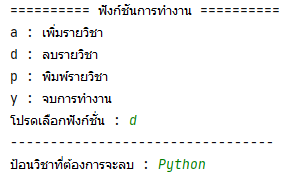 ========== ฟังก์ชันการทำงาน ==========
a : เพิ่มรายวิชา
d : ลบรายวิชา
p : พิมพ์รายวิชา
y : จบการทำงาน
โปรดเลือกฟังก์ชั่น : d
---------------------------------
ป้อนวิชาที่ต้องการจะลบ : Python